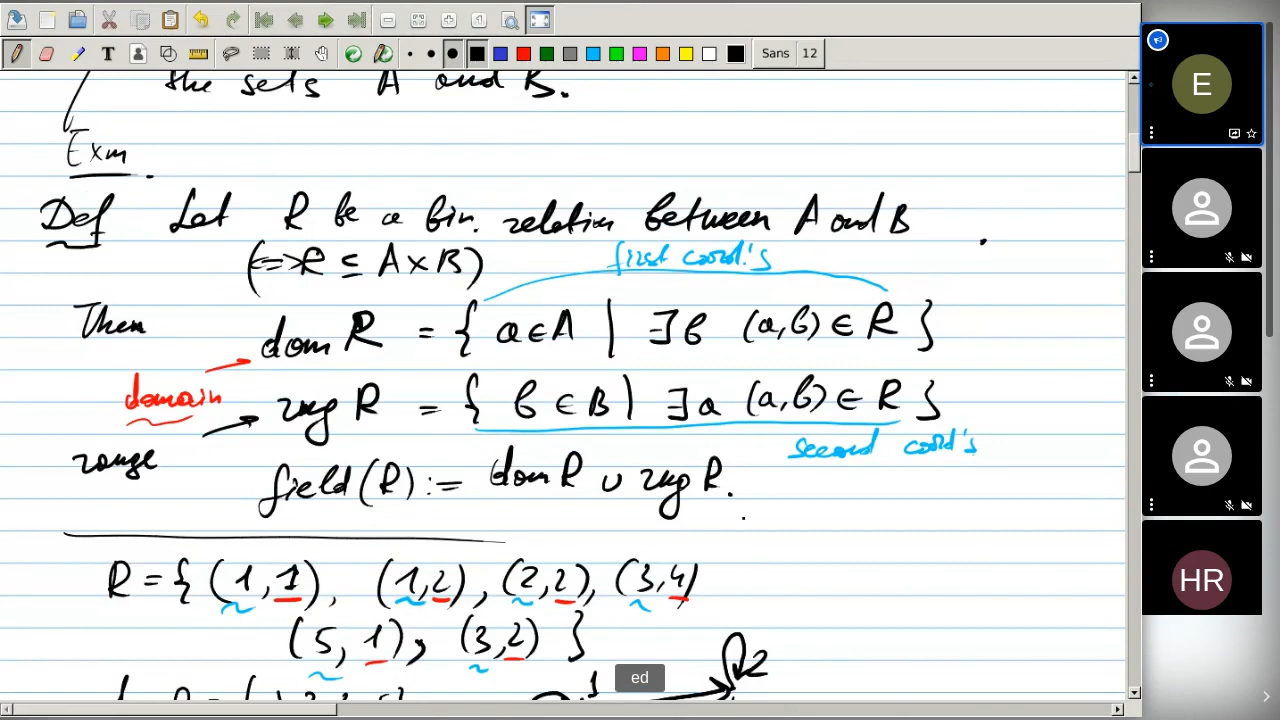 Sans 12
the sets A and B.
Exm
Def Let R be a bin. relation between A and B
(<=> R ⊆ A×B)
first coord.'s
Then dom R = { a∈A | ∃b (a,b) ∈ R }
domain
rng R = { b ∈ B | ∃a (a,b) ∈ R }
range
second coord's
field(R) := dom R ∪ rng R.
R = { (1,1), (1,2), (2,2), (3,4)
(5,1), (3,2) }
ed
E
HR